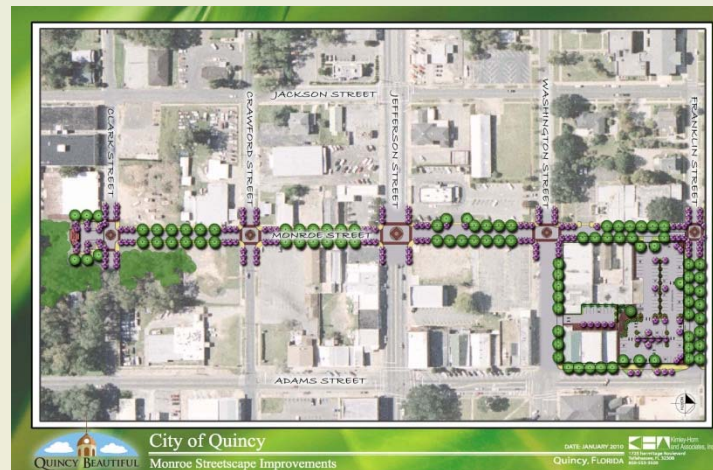 JACKSON STREET
CLARK STREET
CRAWFORD STREET
JEFFERSON STREET
WASHINGTON STREET
FRANKLIN STREET
MONROE STREET
ADAMS STREET
QUINCY BEAUTIFUL
City of Quincy
Monroe Streetscape Improvements
DATE: JANUARY 2010
QUINCY, FLORIDA
Kimley-Horn
and Associates, Inc.